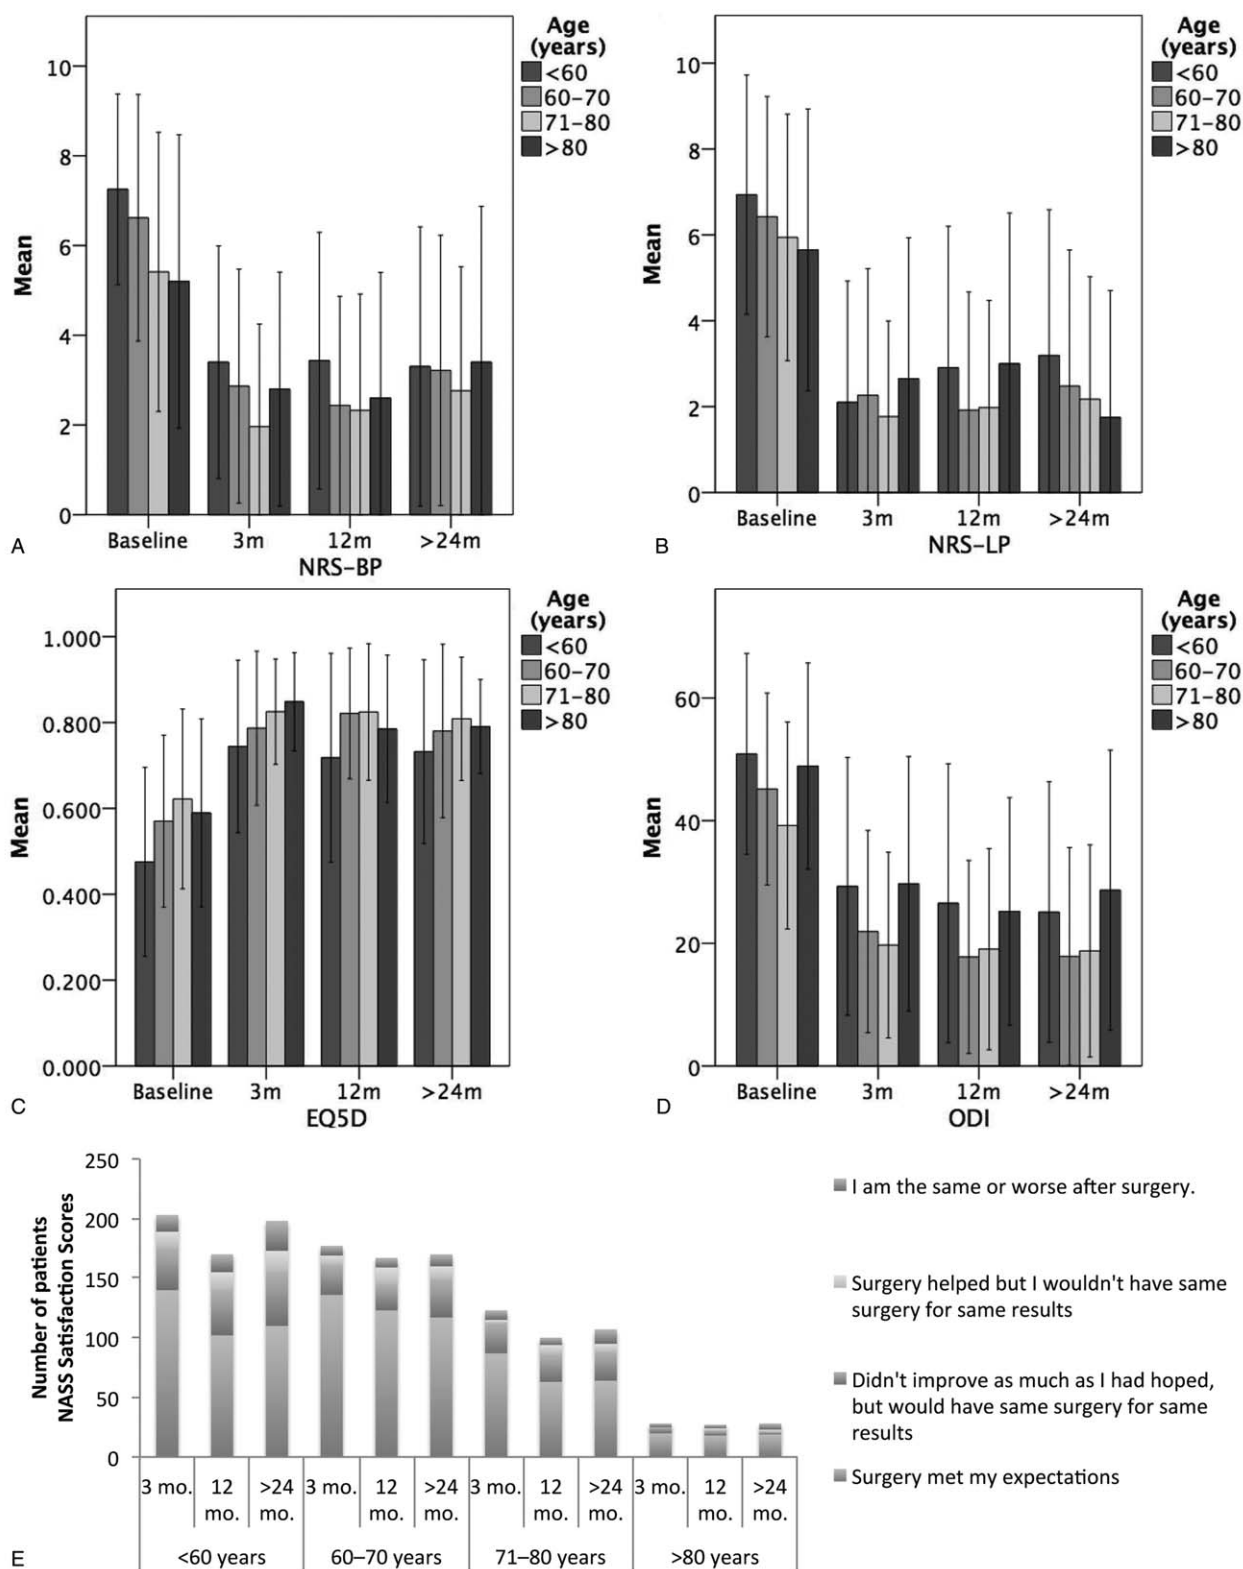 Age
(years)
<60
60–70
71–80
>80
10
8
6
4
2
0
Mean
Baseline 3m 12m >24m
NRS–BP
A
Age
(years)
<60
60–70
71–80
>80
10
8
6
4
2
0
Mean
Baseline 3m 12m >24m
NRS–LP
B
Age
(years)
<60
60–70
71–80
>80
1.000
0.800
0.600
0.400
0.200
0.000
Mean
Baseline 3m 12m >24m
EQ5D
C
Age
(years)
<60
60–70
71–80
>80
60
40
20
0
Mean
Baseline 3m 12m >24m
ODI
D
Number of patients
NASS Satisfaction Scores
250
200
150
100
50
0
3 mo. 12 mo. >24 mo. 3 mo. 12 mo. >24 mo. 3 mo. 12 mo. >24 mo. 3 mo. 12 mo. >24 mo.
<60 years 60–70 years 71–80 years >80 years
E
I am the same or worse after surgery.
Surgery helped but I wouldn't have same
surgery for same results
Didn't improve as much as I had hoped,
but would have same surgery for same
results
Surgery met my expectations